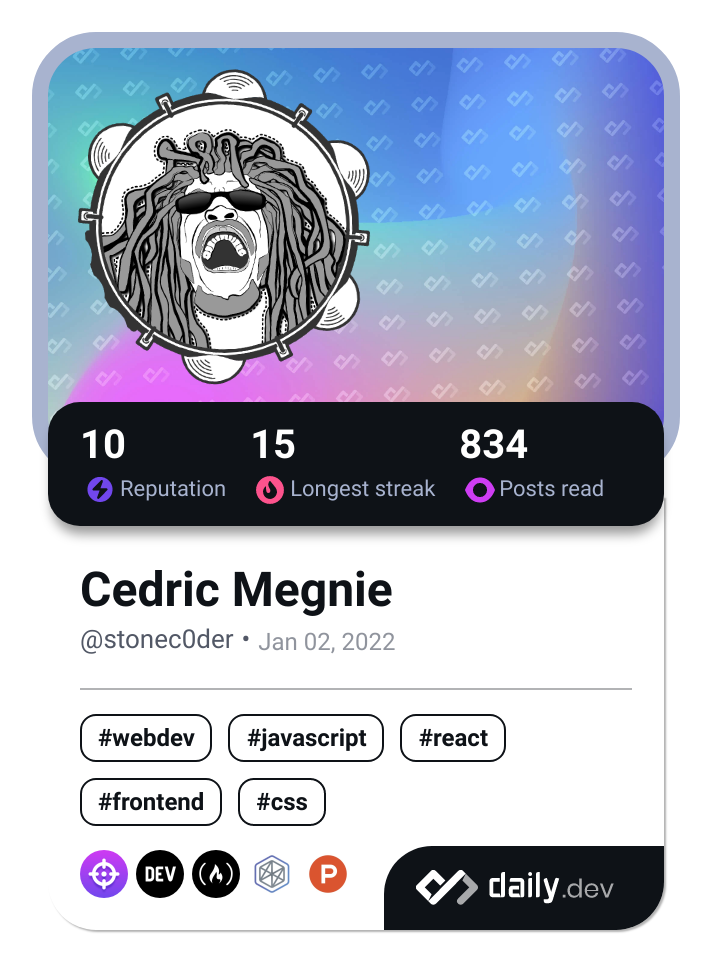 10 15 834
Reputation Longest streak Posts read
Cedric Megnie
@stonec0der • Jan 02, 2022
#webdev #javascript #react
#frontend #css
DEV P
daily.dev